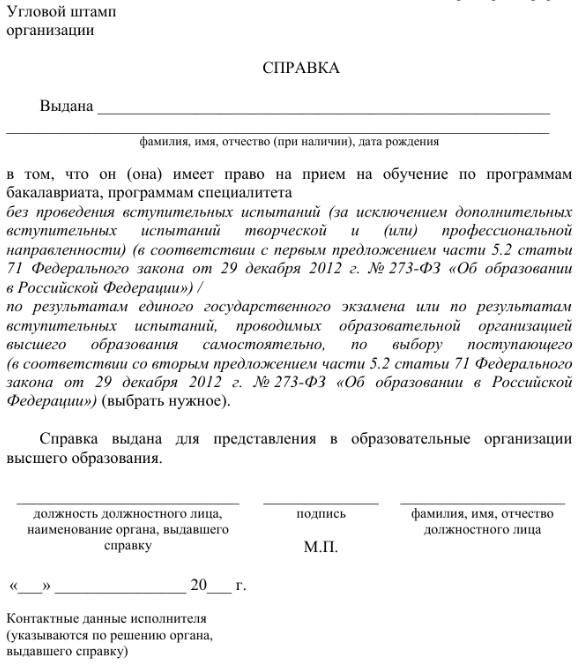 Угловой штамп
организации
СПРАВКА
Выдана
фамилия, имя, отчество (при наличии), дата рождения
в том, что он (она) имеет право на прием на обучение по программам
бакалавриата, программам специалитета
без проведения вступительных испытаний (за исключением дополнительных
вступительных испытаний творческой и (или) профессиональной
направленности) (в соответствии с первым предложением части 5.2 статьи
71 Федерального закона от 29 декабря 2012 г. № 273-ФЗ «Об образовании
в Российской Федерации») /
по результатам единого государственного экзамена или по результатам
вступительных испытаний, проводимых образовательной организацией
высшего образования самостоятельно, по выбору поступающего
(в соответствии со вторым предложением части 5.2 статьи 71 Федерального
закона от 29 декабря 2012 г. № 273-ФЗ «Об образовании в Российской
Федерации») (выбрать нужное).
Справка выдана для представления в образовательные организации
высшего образования.
должность должностного лица,
наименование органа, выдавшего
справку
подпись
М.П.
фамилия, имя, отчество
должностного лица
«___» ________________ 20___ г.
Контактные данные исполнителя
(указываются по решению органа,
выдавшего справку)